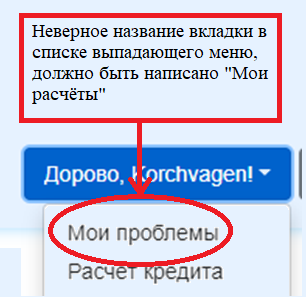 Неверное название вкладки в
списке выпадающего меню,
должно быть написано "Мои
расчёты"
Дорово, Korchvagen!
Мои проблемы
Расчет кредита